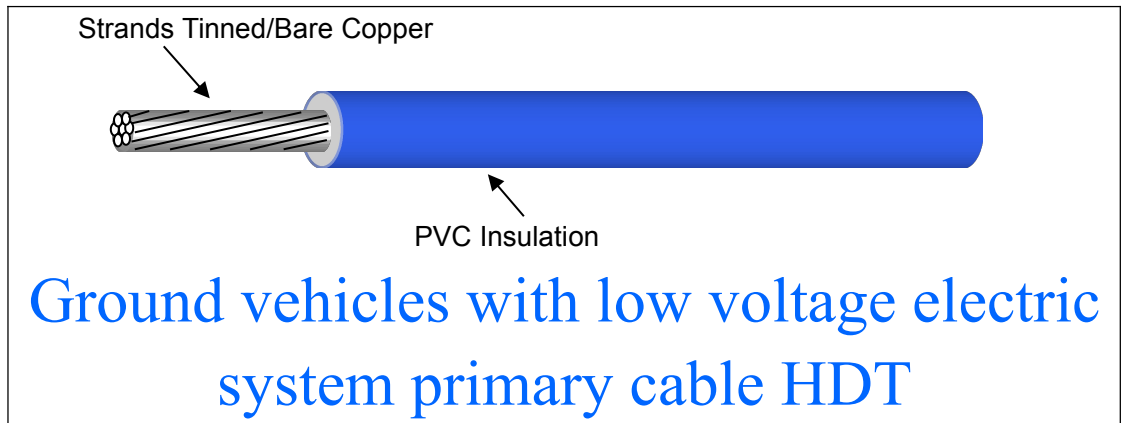 Strands Tinned/Bare Copper
PVC Insulation
Ground vehicles with low voltage electric
system primary cable HDT